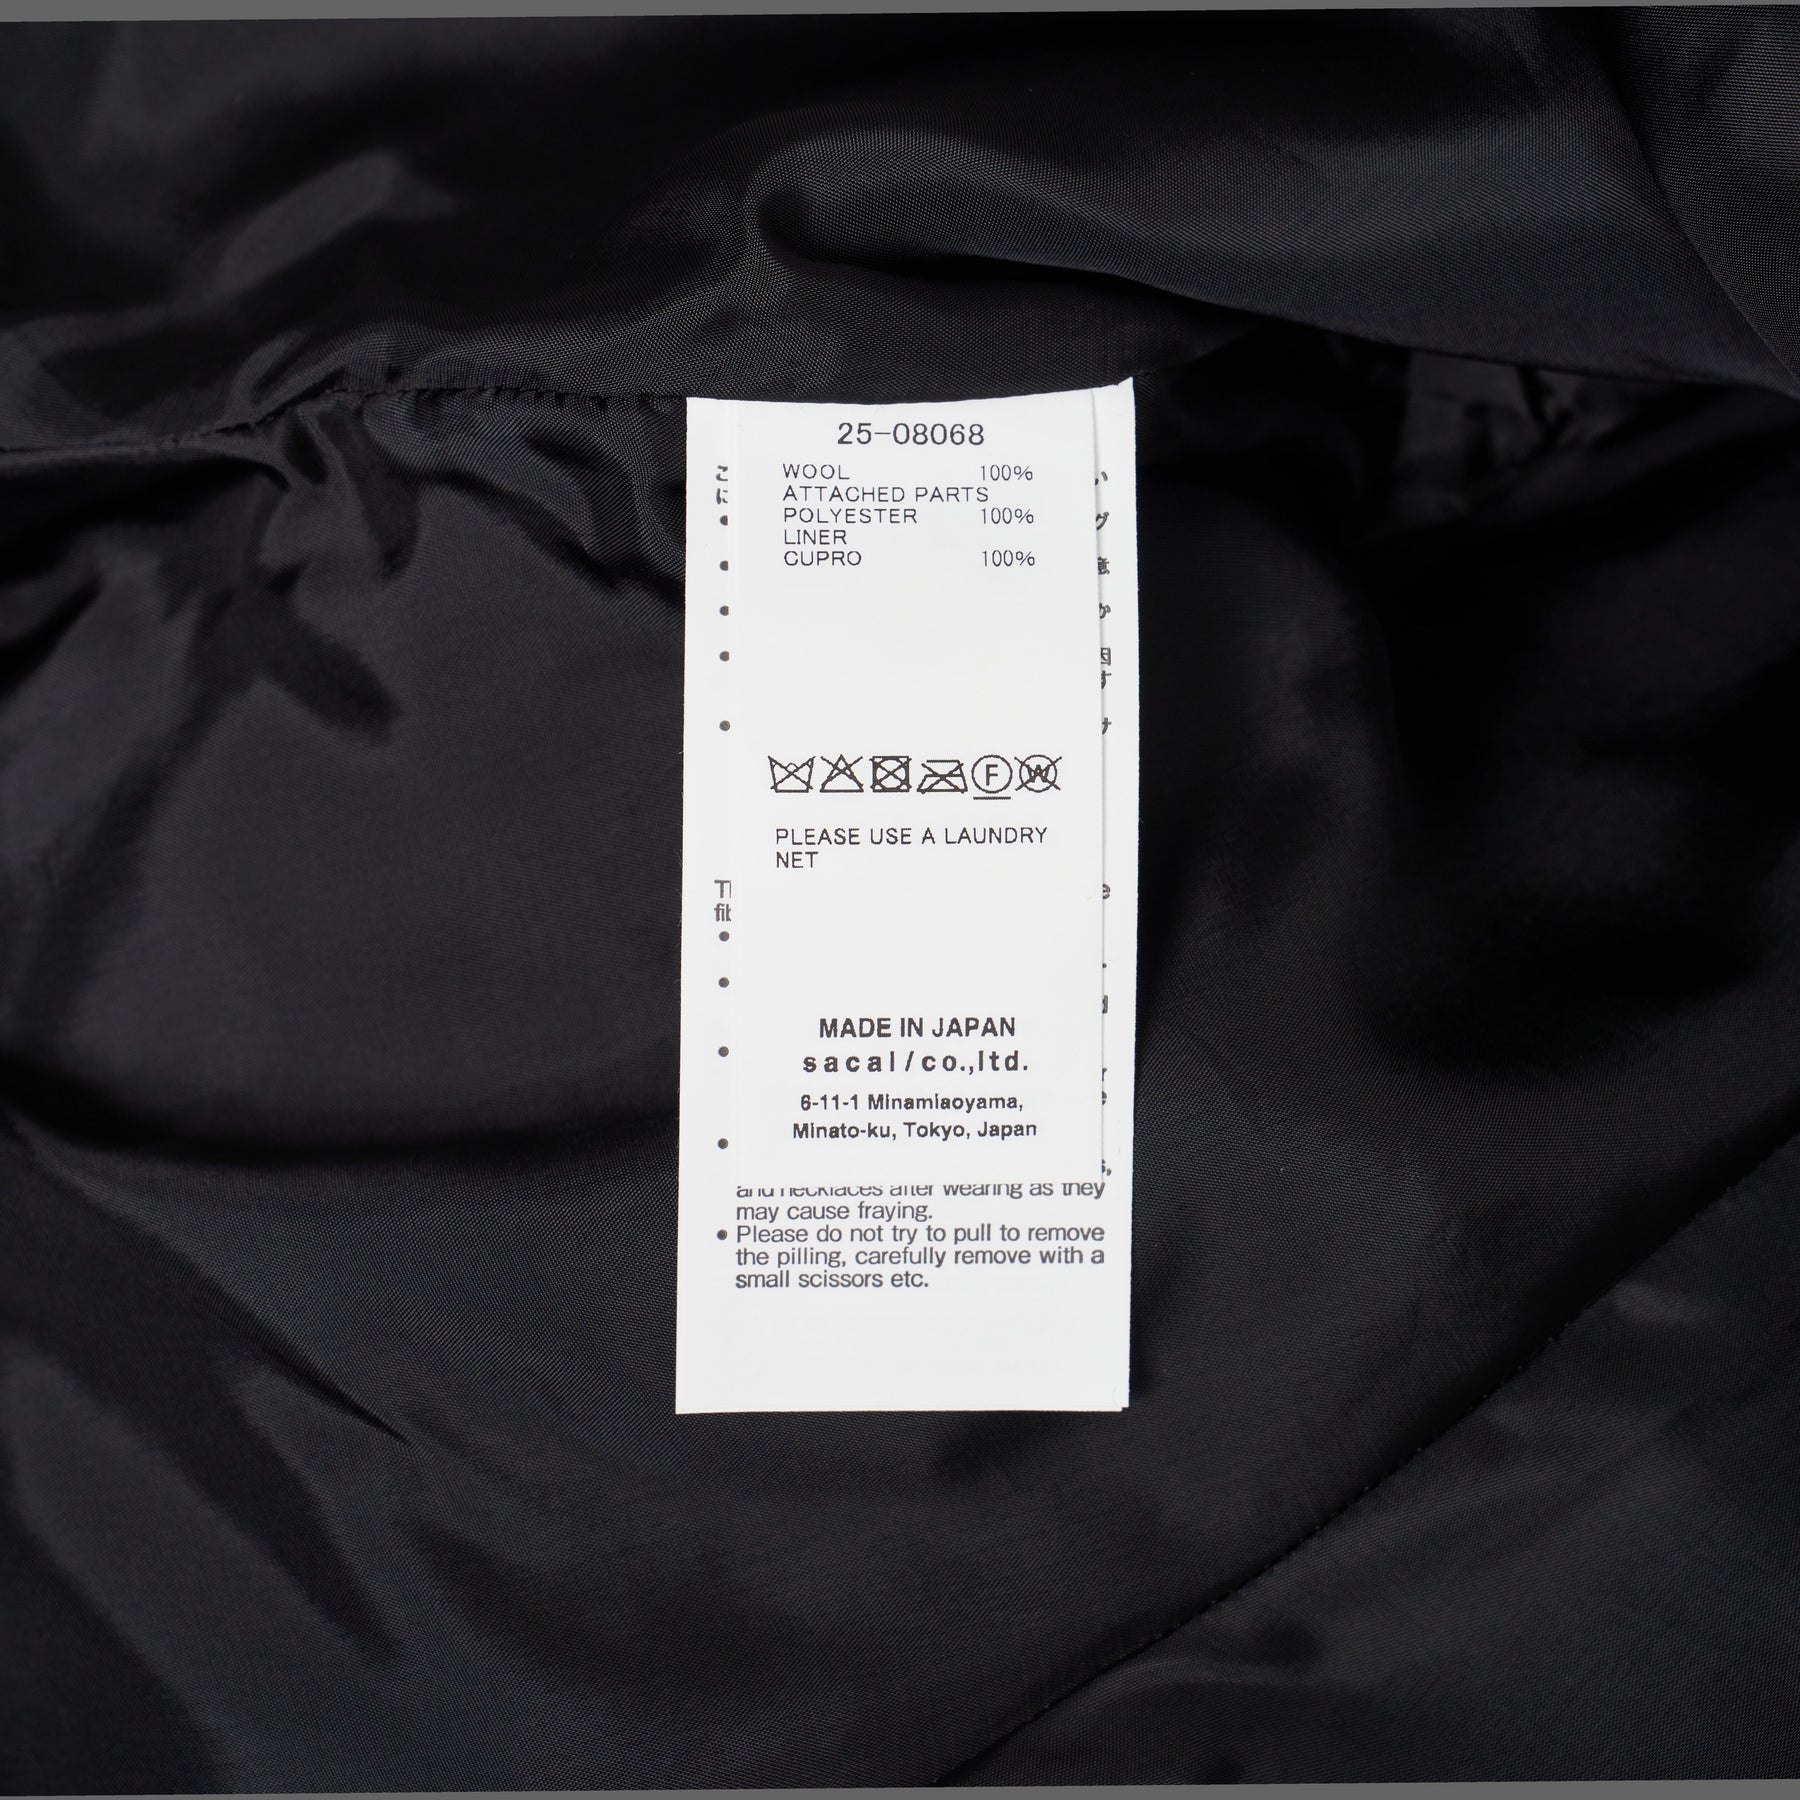 25-08068
WOOL 100%
ATTACHED PARTS
POLYESTER 100%
LINER
CUPRO 100%
F
W
PLEASE USE A LAUNDRY
NET
MADE IN JAPAN
sacai/co.,ltd.
6-11-1 Minamiaoyama,
Minato-ku, Tokyo, Japan
and necklaces after wearing as they
may cause fraying.
• Please do not try to pull to remove
the pilling, carefully remove with a
small scissors etc.